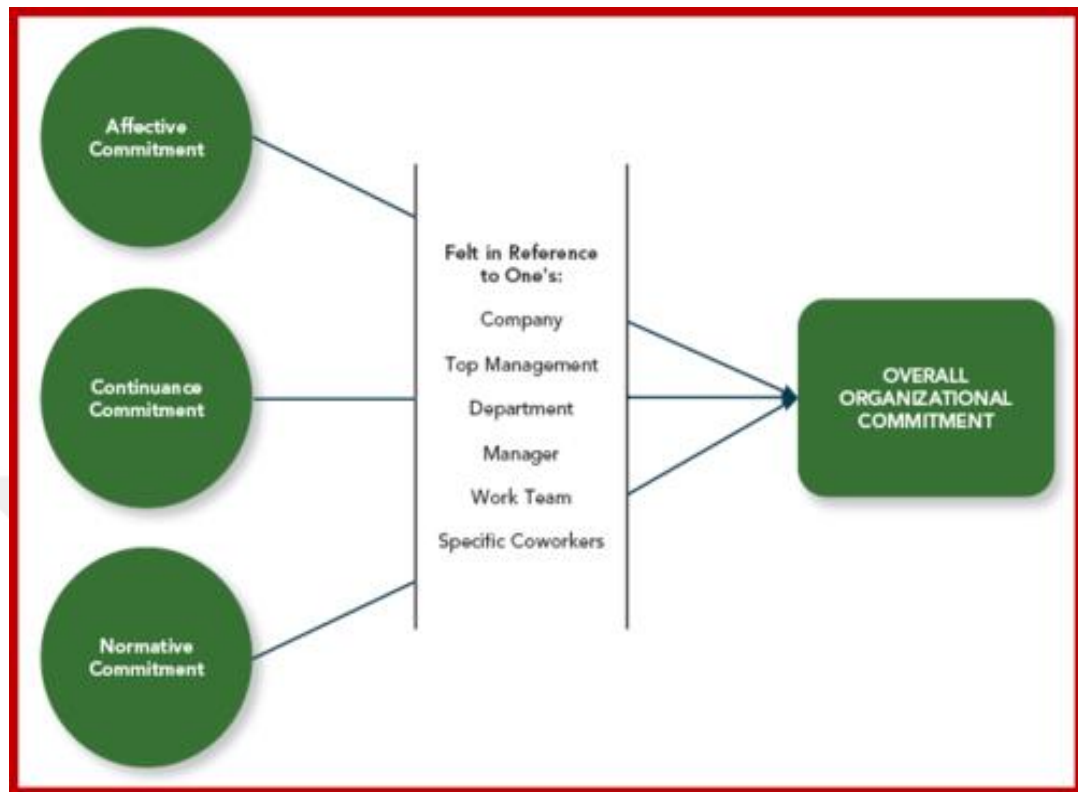 Affective
Commitment
Continuance
Commitment
Normative
Commitment
Felt in Reference
to One's:
Company
Top Management
Department
Manager
Work Team
Specific Coworkers
OVERALL
ORGANIZATIONAL
COMMITMENT